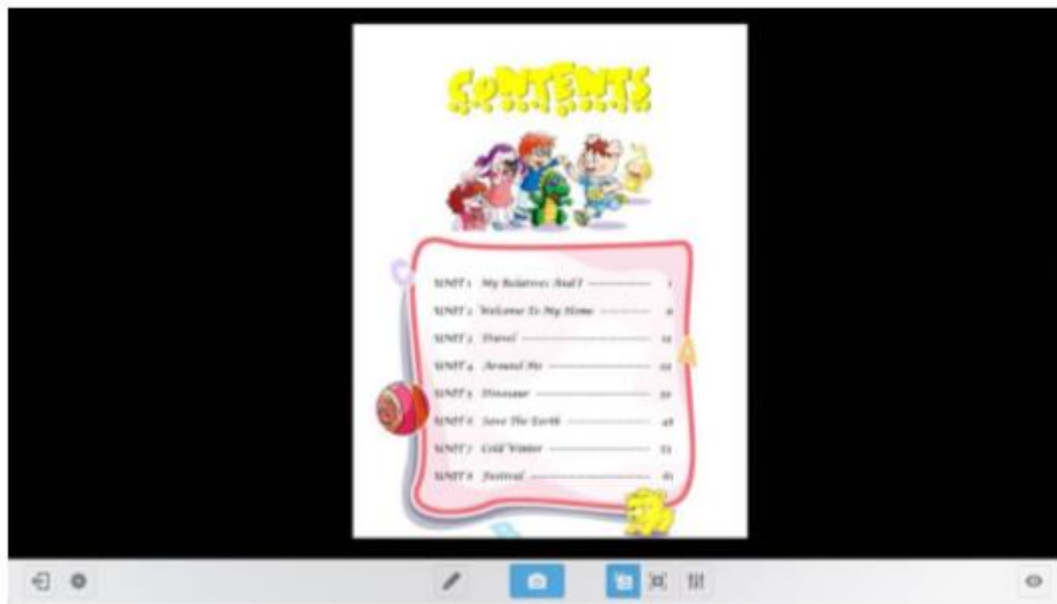 CONTENTS
UNIT 1 My Relatives And I 1
UNIT 2 Welcome To My Home
UNIT 3 Travel
UNIT 4 Around Me
UNIT 5 Dinosaur
UNIT 6 Save The Earth
UNIT 7 Cold Winter
UNIT 8 Festival
C
A